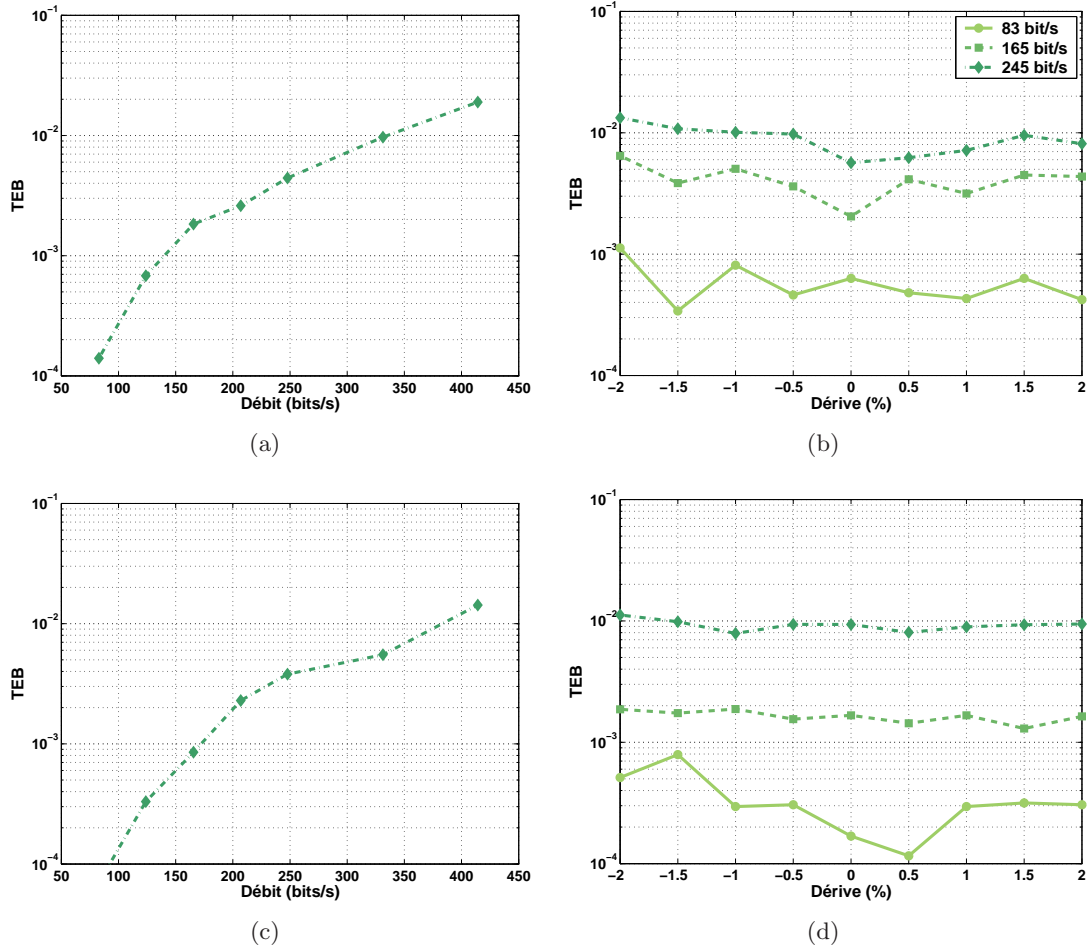 10⁻¹
10⁻²
10⁻³
10⁻⁴
TEB
50 100 150 200 250 300 350 400 450
Débit (bits/s)
(a)
10⁻¹
10⁻²
10⁻³
10⁻⁴
TEB
83 bit/s
165 bit/s
245 bit/s
−2 −1.5 −1 −0.5 0 0.5 1 1.5 2
Dérive (%)
(b)
10⁻¹
10⁻²
10⁻³
10⁻⁴
TEB
50 100 150 200 250 300 350 400 450
Débit (bits/s)
(c)
10⁻¹
10⁻²
10⁻³
10⁻⁴
TEB
−2 −1.5 −1 −0.5 0 0.5 1 1.5 2
Dérive (%)
(d)